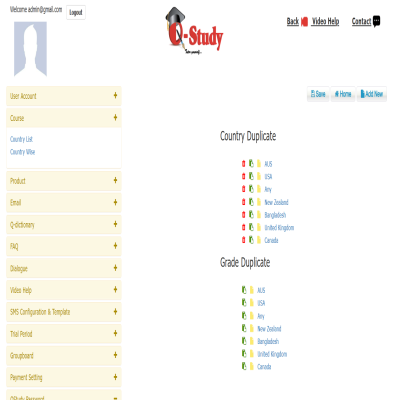 Welcome admin@gmail.com
Logout
Q-Study
Back
Video Help
Contact
User Account
Course
Country List
Country Wise
Product
Email
Q-dictionary
FAQ
Dialogue
Video Help
SMS Configuration & Template
Trial Period
Groupboard
Payment Setting
QStudy Password
Save
Home
Add New
Country Duplicate
AUS
USA
Any
New Zealand
Bangladesh
United Kingdom
Canada
Grade Duplicate
AUS
USA
Any
New Zealand
Bangladesh
United Kingdom
Canada